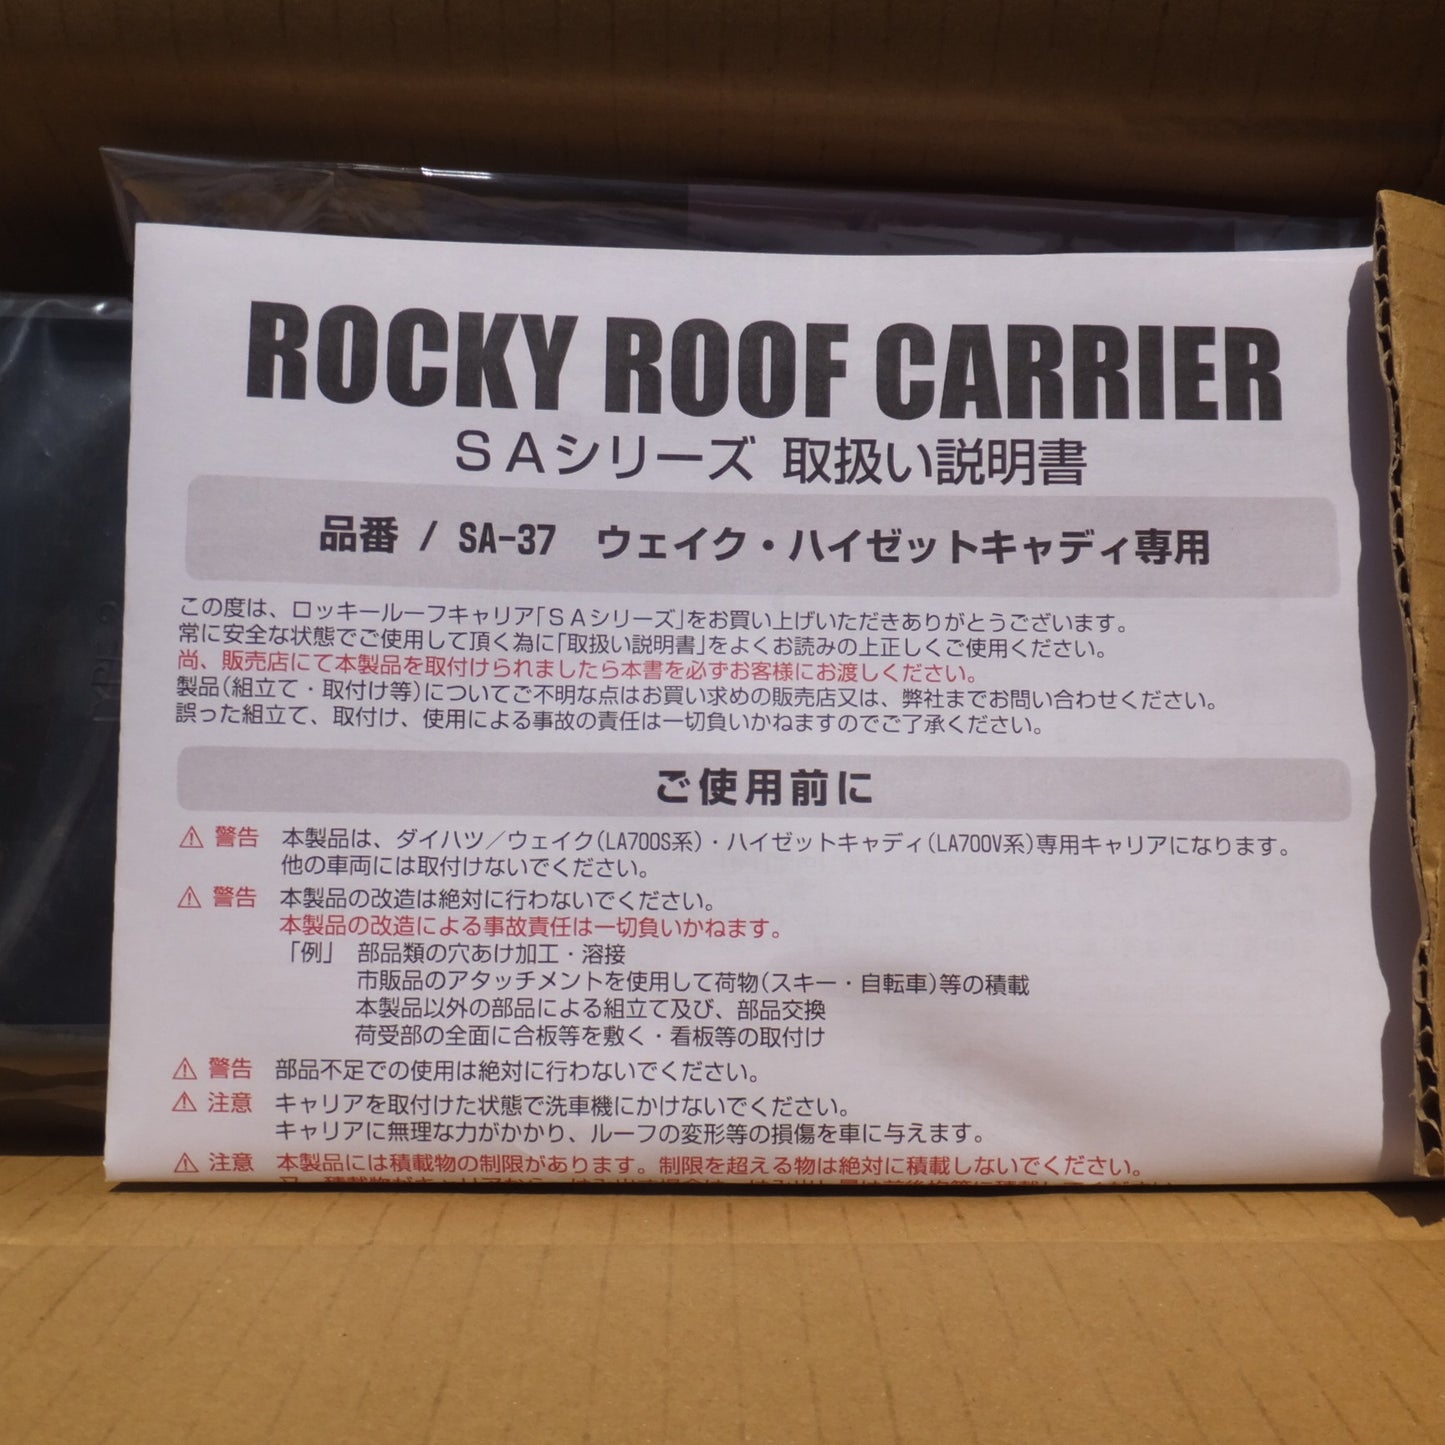 ROCKY ROOF CARRIER
ＳＡシリーズ 取扱い説明書
品番 / SA-37　ウェイク・ハイゼットキャディ専用
この度は、ロッキールーフキャリア「ＳＡシリーズ」をお買い上げいただきありがとうございます。
常に安全な状態でご使用して頂く為に「取扱い説明書」をよくお読みの上正しくご使用ください。
尚、販売店にて本製品を取付けられましたら本書を必ずお客様にお渡しください。
製品（組立て・取付け等）についてご不明な点はお買い求めの販売店又は、弊社までお問い合わせください。
誤った組立て、取付け、使用による事故の責任は一切負いかねますのでご了承ください。
ご使用前に
⚠ 警告　本製品は、ダイハツ／ウェイク（LA700S系）・ハイゼットキャディ（LA700V系）専用キャリアになります。
他の車両には取付けないでください。
⚠ 警告　本製品の改造は絶対に行わないでください。
本製品の改造による事故責任は一切負いかねます。
「例」　部品類の穴あけ加工・溶接
市販品のアタッチメントを使用して荷物（スキー・自転車）等の積載
本製品以外の部品による組立て及び、部品交換
荷受部の全面に合板等を敷く・看板等の取付け
⚠ 警告　部品不足での使用は絶対に行わないでください。
⚠ 注意　キャリアを取付けた状態で洗車機にかけないでください。
キャリアに無理な力がかかり、ルーフの変形等の損傷を車に与えます。
⚠ 注意　本製品には積載物の制限があります。制限を超える物は絶対に積載しないでください。